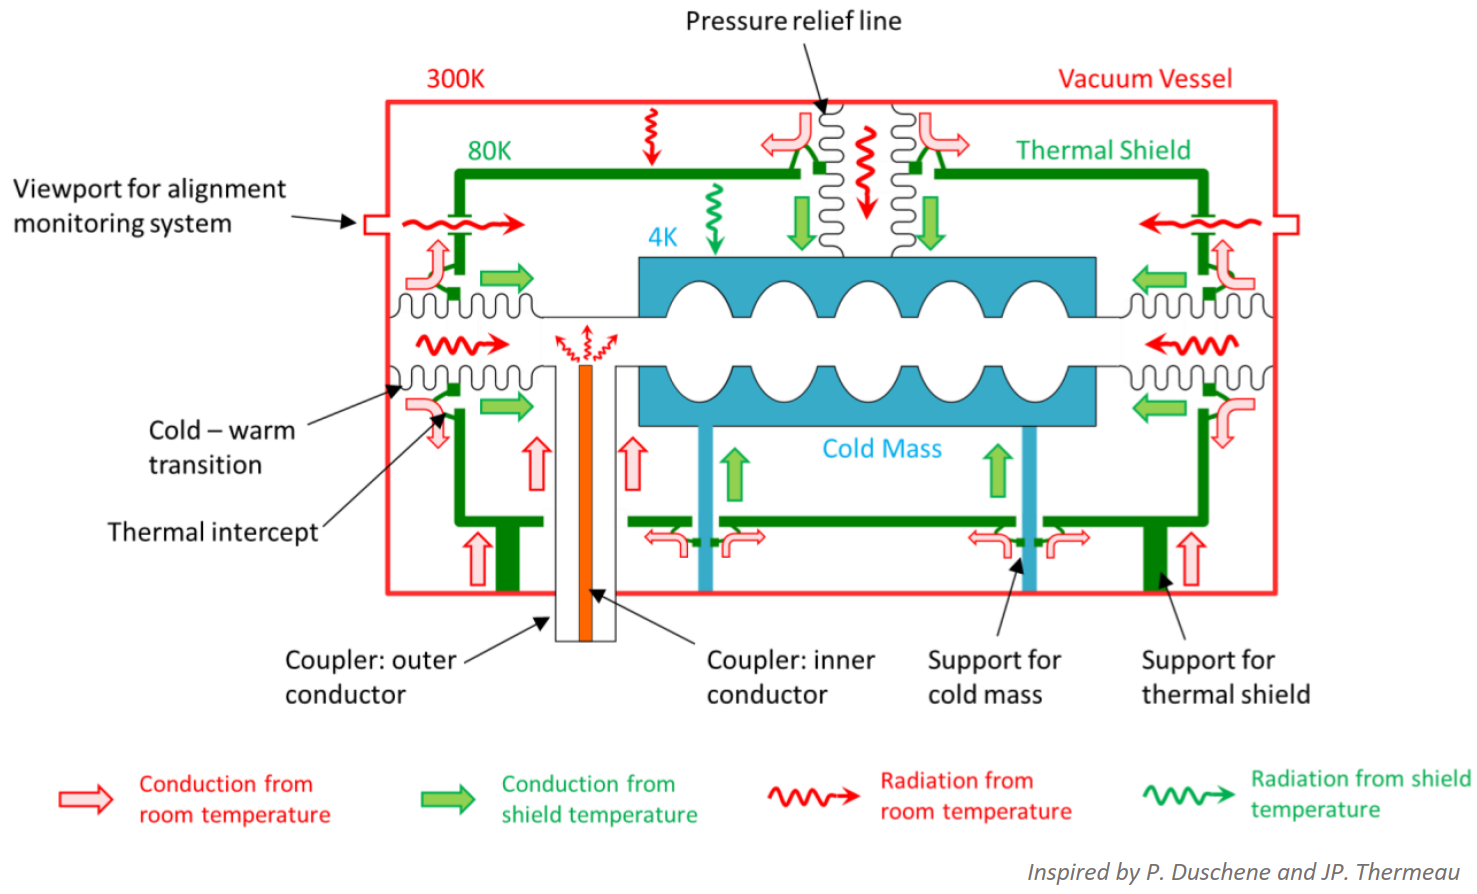 Pressure relief line
300K
Vacuum Vessel
80K
Thermal Shield
Viewport for alignment
monitoring system
4K
Cold – warm
transition
Cold Mass
Thermal intercept
Coupler: outer
conductor
Coupler: inner
conductor
Support for
cold mass
Support for
thermal shield
Conduction from
room temperature
Conduction from
shield temperature
Radiation from
room temperature
Radiation from shield
temperature
Inspired by P. Duschene and JP. Thermeau